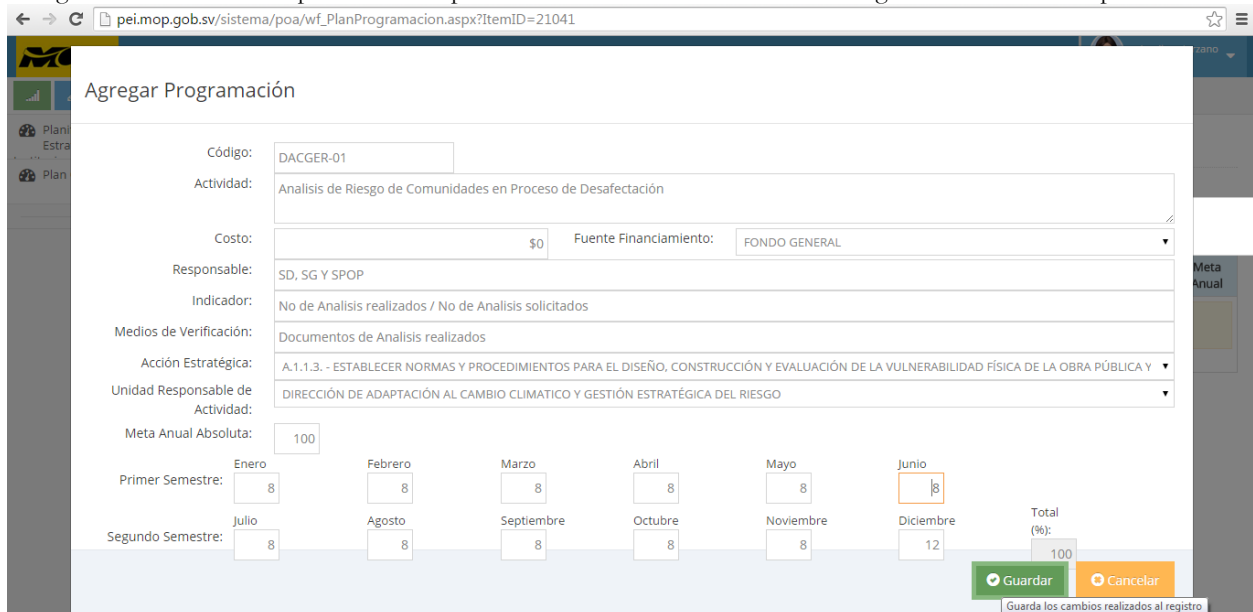 pei.mop.gob.sv/sistema/poa/wf_PlanProgramacion.aspx?ItemID=21041
zano
Agregar Programación
Plani
Estra
Plan
Código: DACGER-01
Actividad: Analisis de Riesgo de Comunidades en Proceso de Desafectación
Costo: $0 Fuente Financiamiento: FONDO GENERAL
Responsable: SD, SG Y SPOP
Meta
Anual
Indicador: No de Analisis realizados / No de Analisis solicitados
Medios de Verificación: Documentos de Analisis realizados
Acción Estratégica: A.1.1.3. - ESTABLECER NORMAS Y PROCEDIMIENTOS PARA EL DISEÑO, CONSTRUCCIÓN Y EVALUACIÓN DE LA VULNERABILIDAD FÍSICA DE LA OBRA PÚBLICA Y
Unidad Responsable de
Actividad: DIRECCIÓN DE ADAPTACIÓN AL CAMBIO CLIMATICO Y GESTIÓN ESTRATÉGICA DEL RIESGO
Meta Anual Absoluta: 100
Enero Febrero Marzo Abril Mayo Junio
Primer Semestre: 8 8 8 8 8 8
Julio Agosto Septiembre Octubre Noviembre Diciembre Total
(%):
Segundo Semestre: 8 8 8 8 8 12 100
Guardar Cancelar
Guarda los cambios realizados al registro